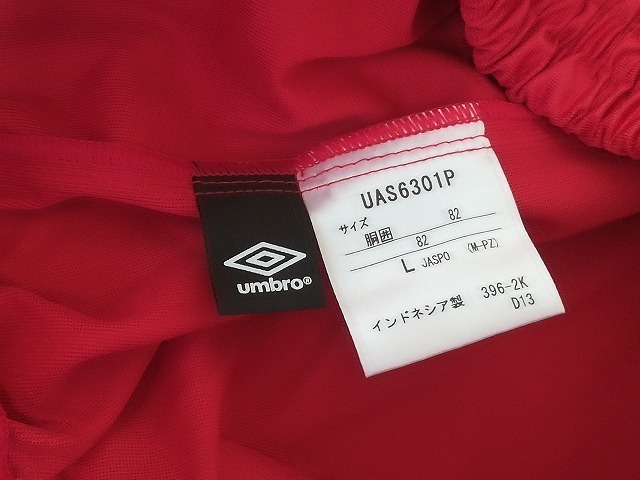 umbro®
UAS6301P
サイズ
胴囲 82 82
L JASPO (M-PZ)
インドネシア製 396-2K
D13